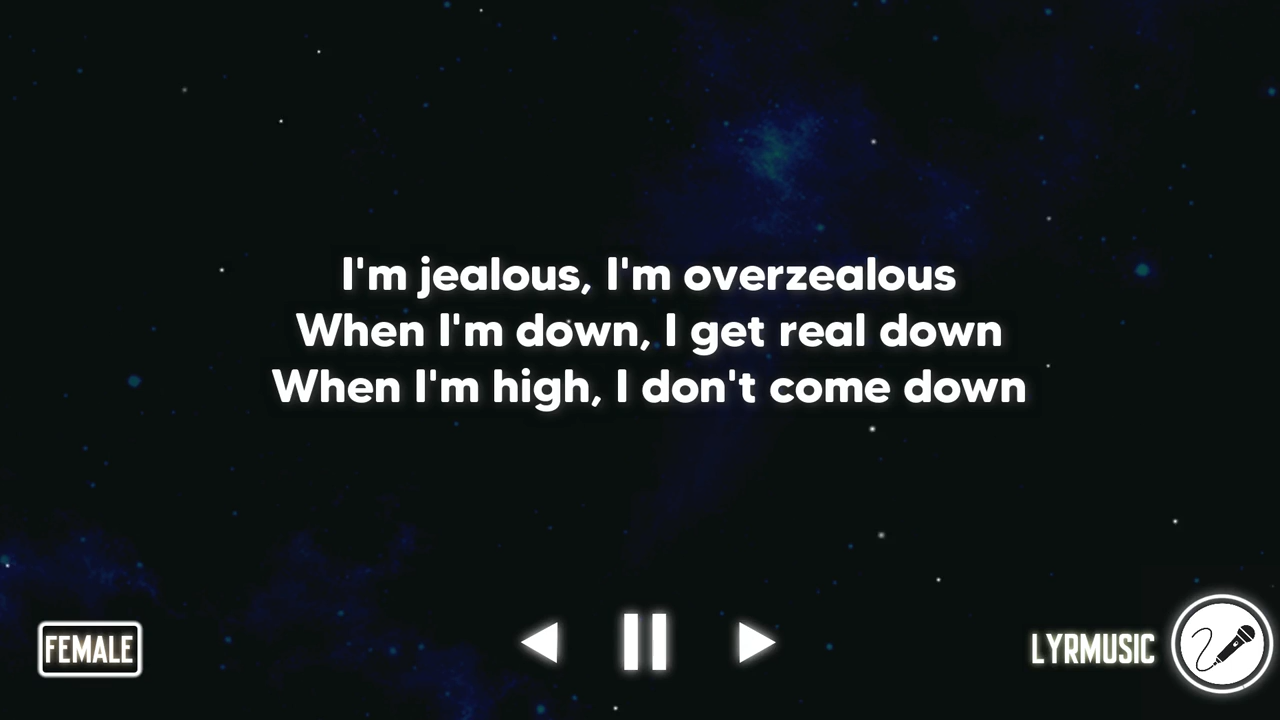 I'm jealous, I'm overzealous
When I'm down, I get real down
When I'm high, I don't come down
FEMALE
LYRMUSIC